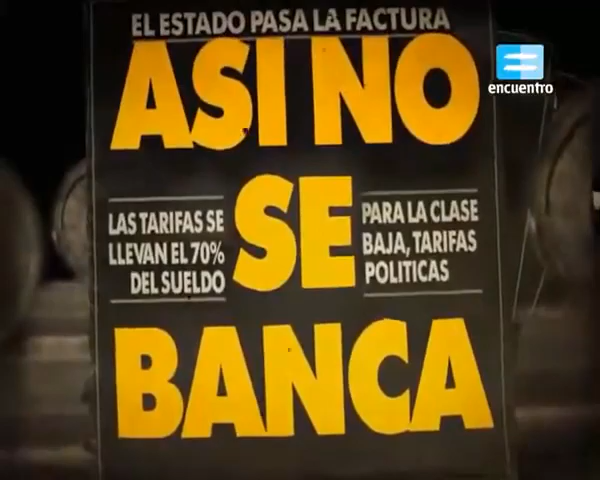 EL ESTADO PASA LA FACTURA
ASI NO
SE
BANCA
LAS TARIFAS SE
LLEVAN EL 70%
DEL SUELDO
PARA LA CLASE
BAJA, TARIFAS
POLITICAS
encuentro